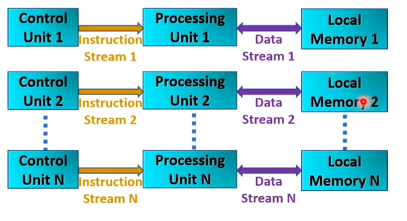 Control
Unit 1
Instruction
Stream 1
Processing
Unit 1
Data
Stream 1
Local
Memory 1
Control
Unit 2
Instruction
Stream 2
Processing
Unit 2
Data
Stream 2
Local
Memory 2
Control
Unit N
Instruction
Stream N
Processing
Unit N
Data
Stream N
Local
Memory N